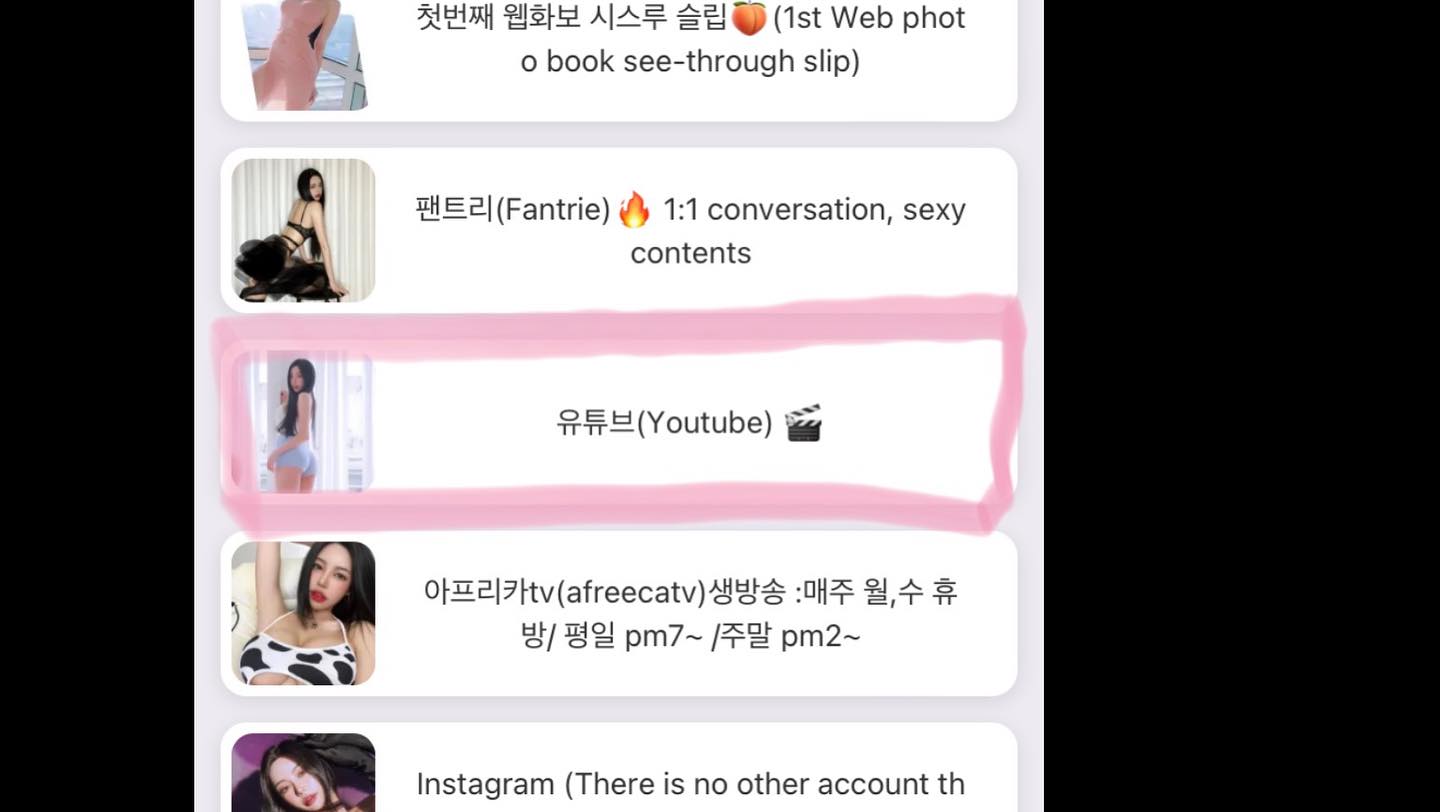 첫번째 웹화보 시스루 슬립🍑(1st Web phot
o book see-through slip)
팬트리(Fantrie)🔥 1:1 conversation, sexy
contents
유튜브(Youtube) 🎬
아프리카tv(afreecatv)생방송 :매주 월,수 휴
방/ 평일 pm7~ /주말 pm2~
Instagram (There is no other account th